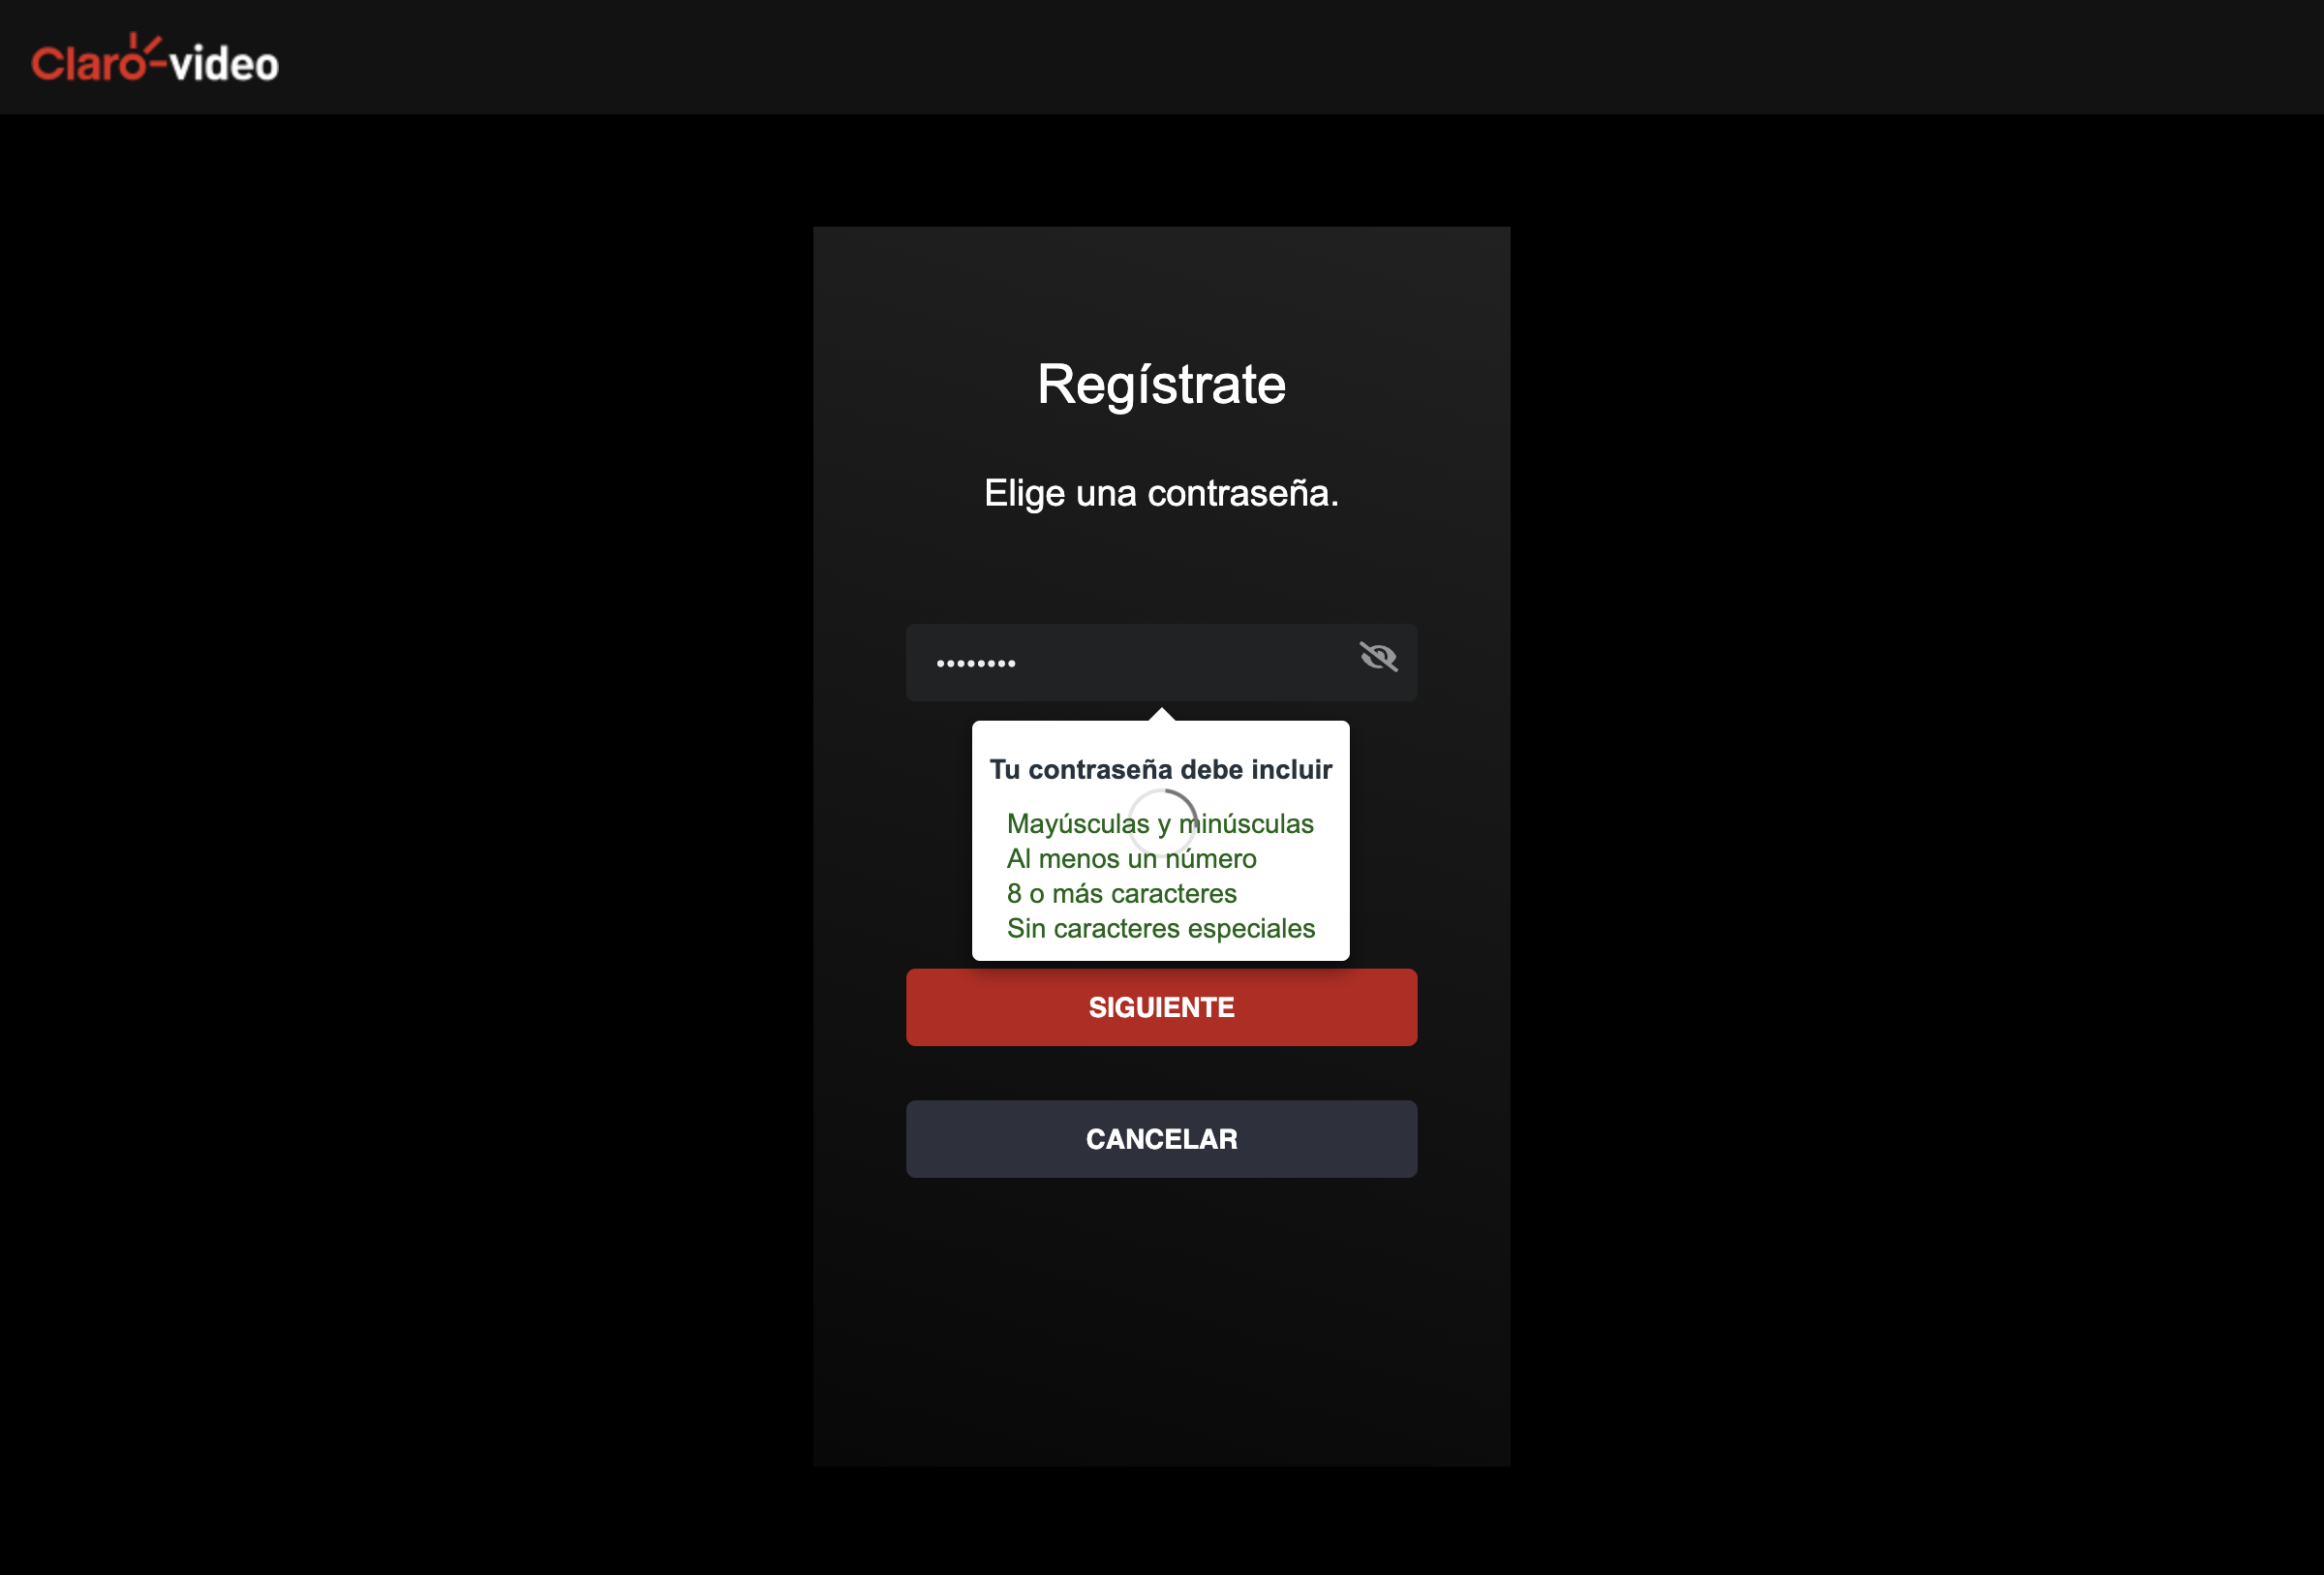 Claro-video
Regístrate
Elige una contraseña.
••••••••
Tu contraseña debe incluir
Mayúsculas y minúsculas
Al menos un número
8 o más caracteres
Sin caracteres especiales
SIGUIENTE
CANCELAR